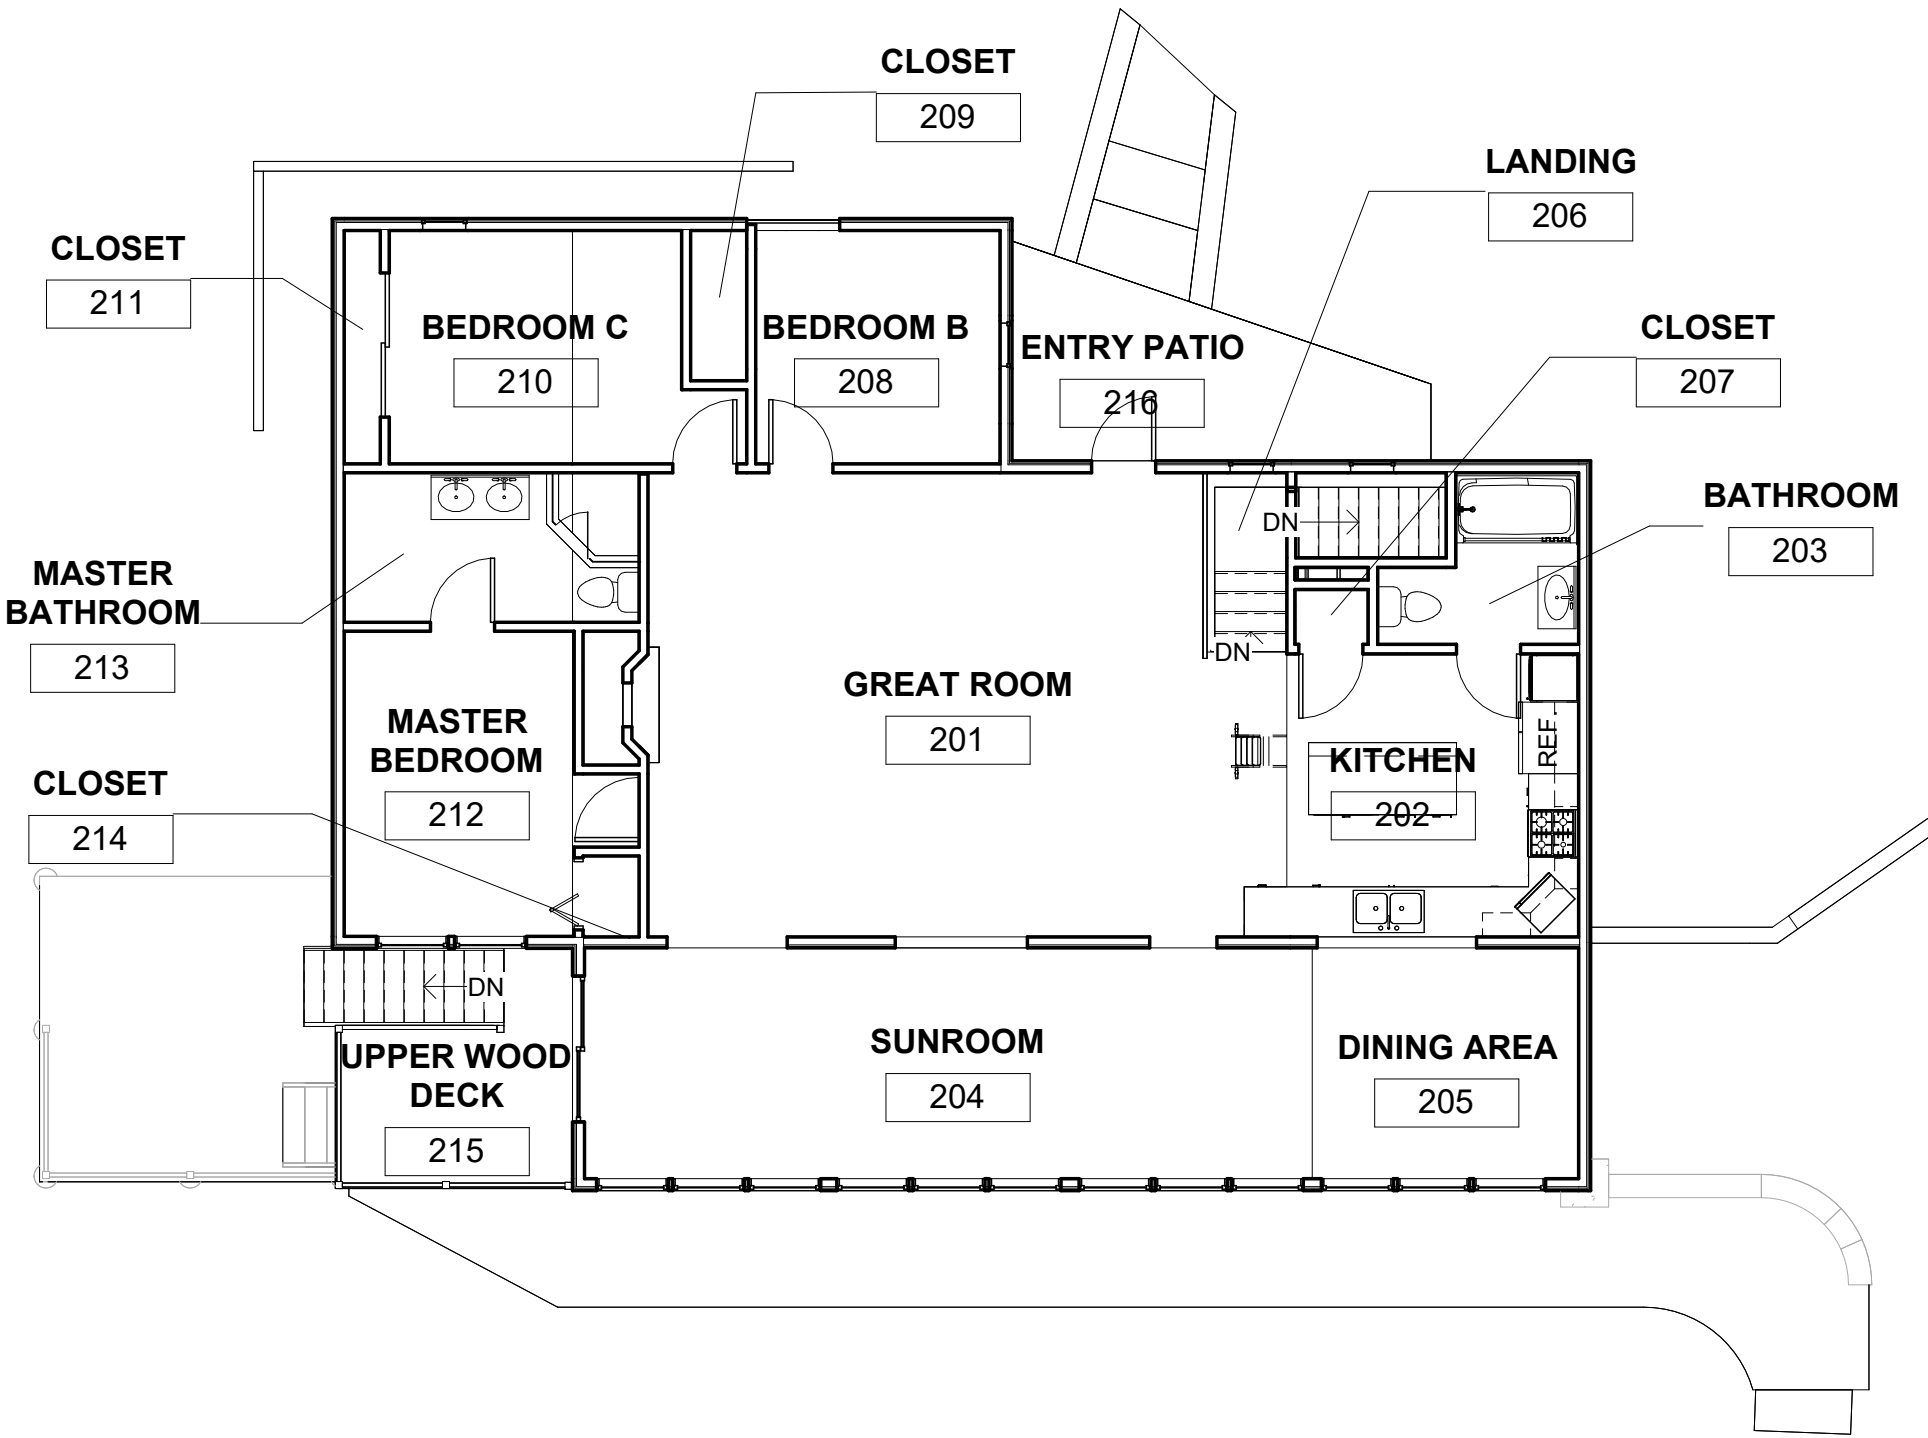 CLOSET
209
LANDING
206
CLOSET
211
BEDROOM C
210
BEDROOM B
208
ENTRY PATIO
216
CLOSET
207
DN
BATHROOM
203
MASTER
BATHROOM
213
DN
GREAT ROOM
201
MASTER
BEDROOM
212
KITCHEN
202
REF.
CLOSET
214
DN
UPPER WOOD
DECK
215
SUNROOM
204
DINING AREA
205